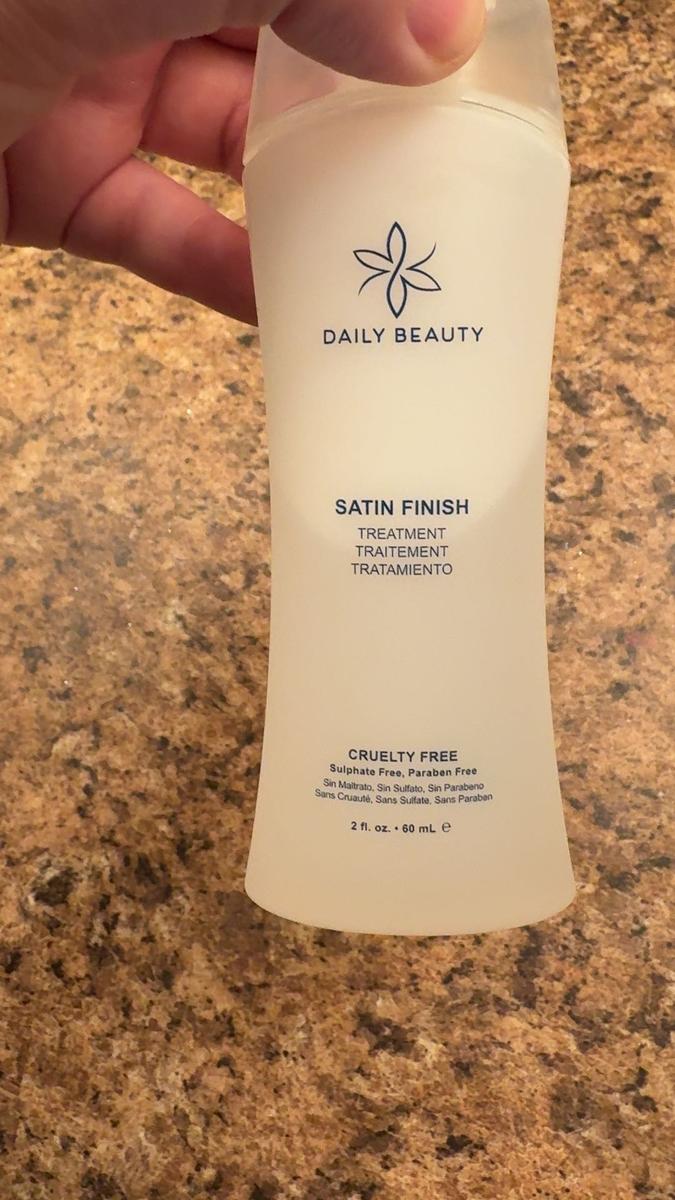 DAILY BEAUTY
SATIN FINISH
TREATMENT
TRAITEMENT
TRATAMIENTO
CRUELTY FREE
Sulphate Free, Paraben Free
Sin Maltrato, Sin Sulfato, Sin Parabeno
Sans Cruauté, Sans Sulfate, Sans Paraben
2 fl. oz. • 60 mL ℮